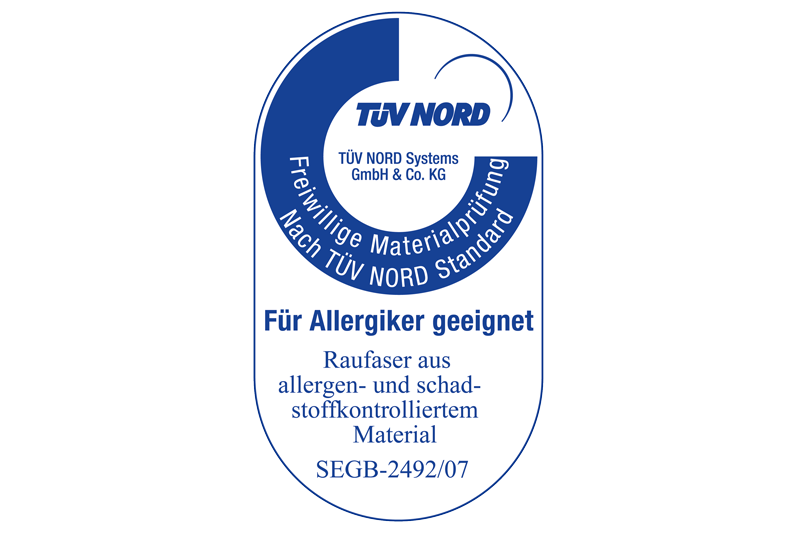 TÜV NORD
TÜV NORD Systems
GmbH & Co. KG
Freiwillige Materialprüfung
Nach TÜV NORD Standard
Für Allergiker geeignet
Raufaser aus
allergen- und schad-
stoffkontrolliertem
Material
SEGB-2492/07